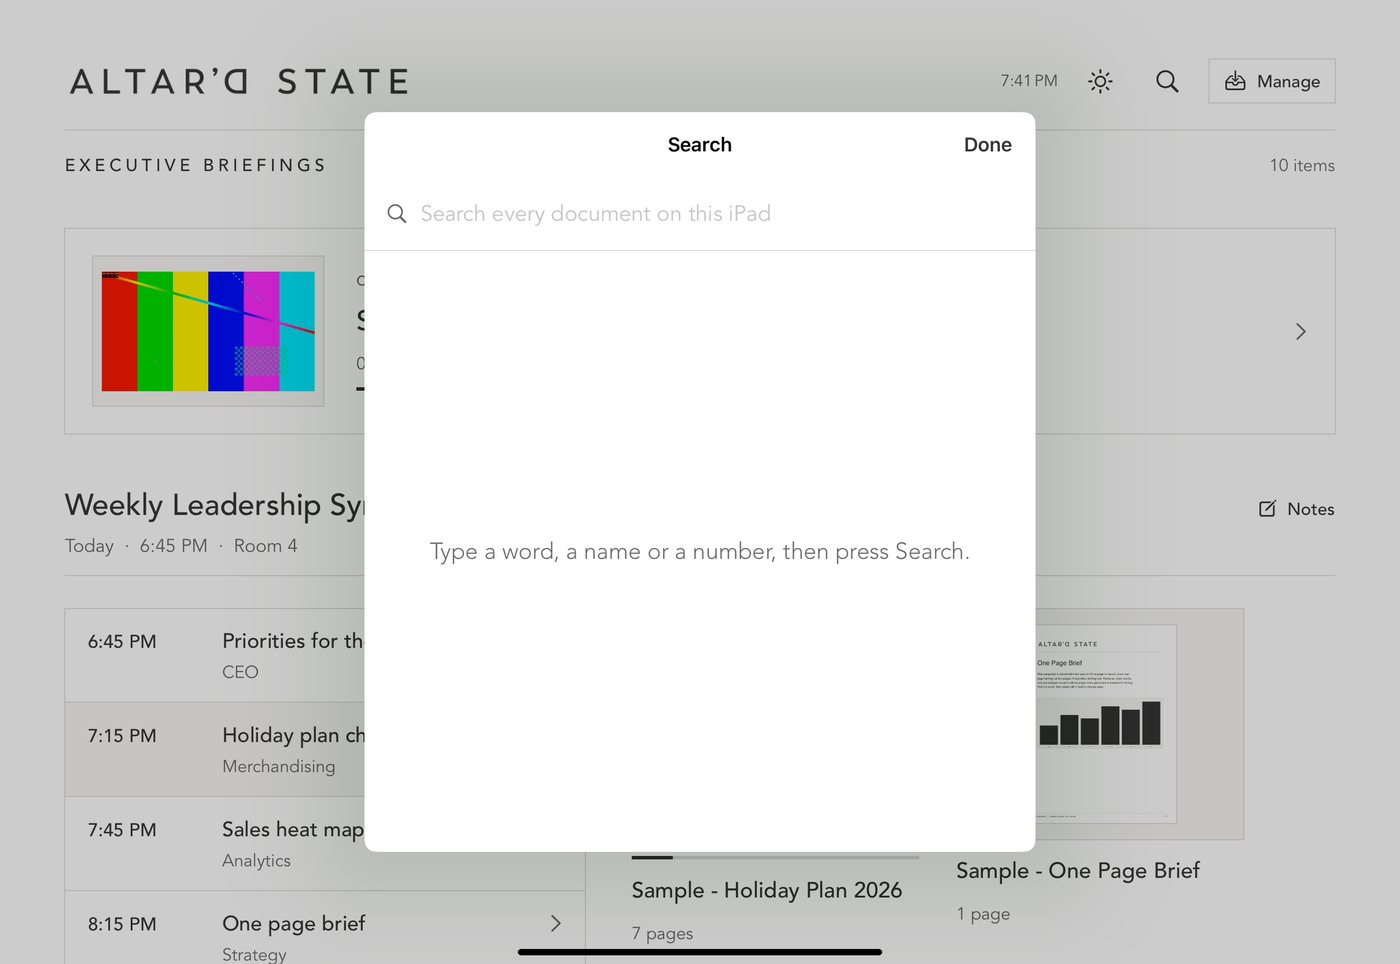 ALTAR'D STATE
7:41 PM
Manage
Search
Done
EXECUTIVE BRIEFINGS
10 items
Search every document on this iPad
Type a word, a name or a number, then press Search.
Weekly Leadership
Notes
Today · 6:45 PM · Room 4
6:45 PM
Priorities for
CEO
7:15 PM
Holiday plan
Merchandising
7:45 PM
Sales heat map
Analytics
8:15 PM
One page brief
Strategy
ALTAR'D STATE
One Page Brief
Sample - Holiday Plan 2026
7 pages
Sample - One Page Brief
1 page